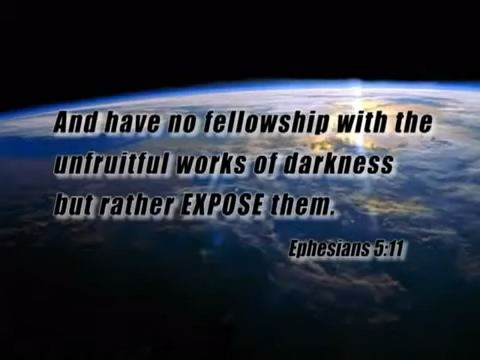 And have no fellowship with the
unfruitful works of darkness
but rather EXPOSE them.
Ephesians 5:11